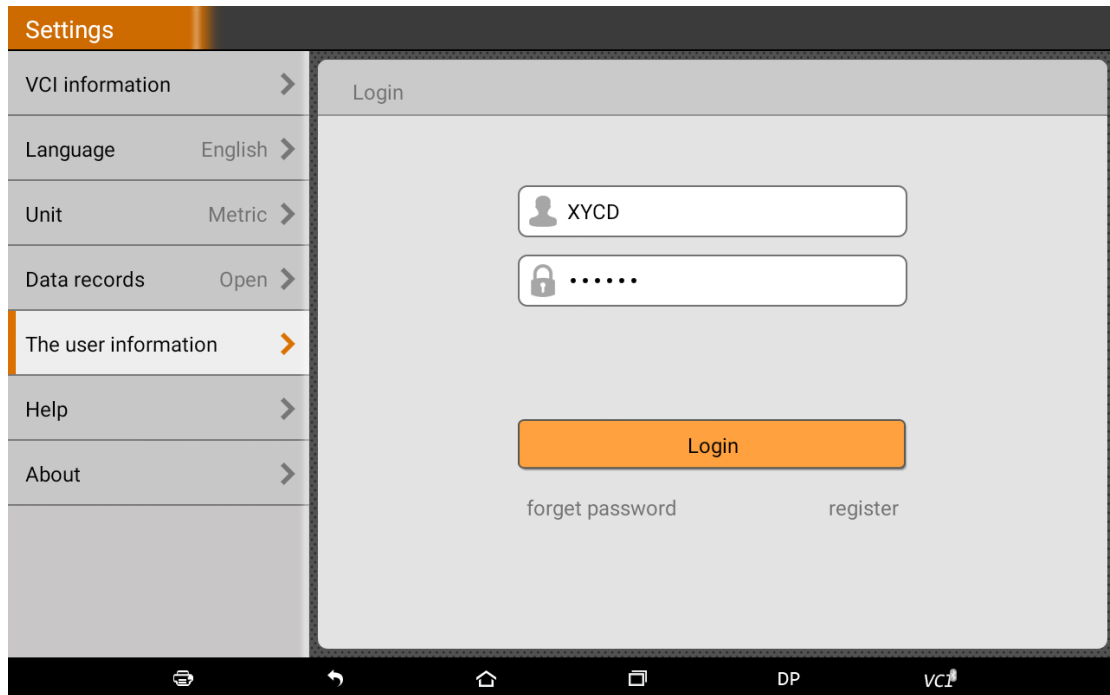 Settings
VCI information
Language English
Unit Metric
Data records Open
The user information
Help
About
Login
XYCD
••••••
Login
forget password register
DP VCI